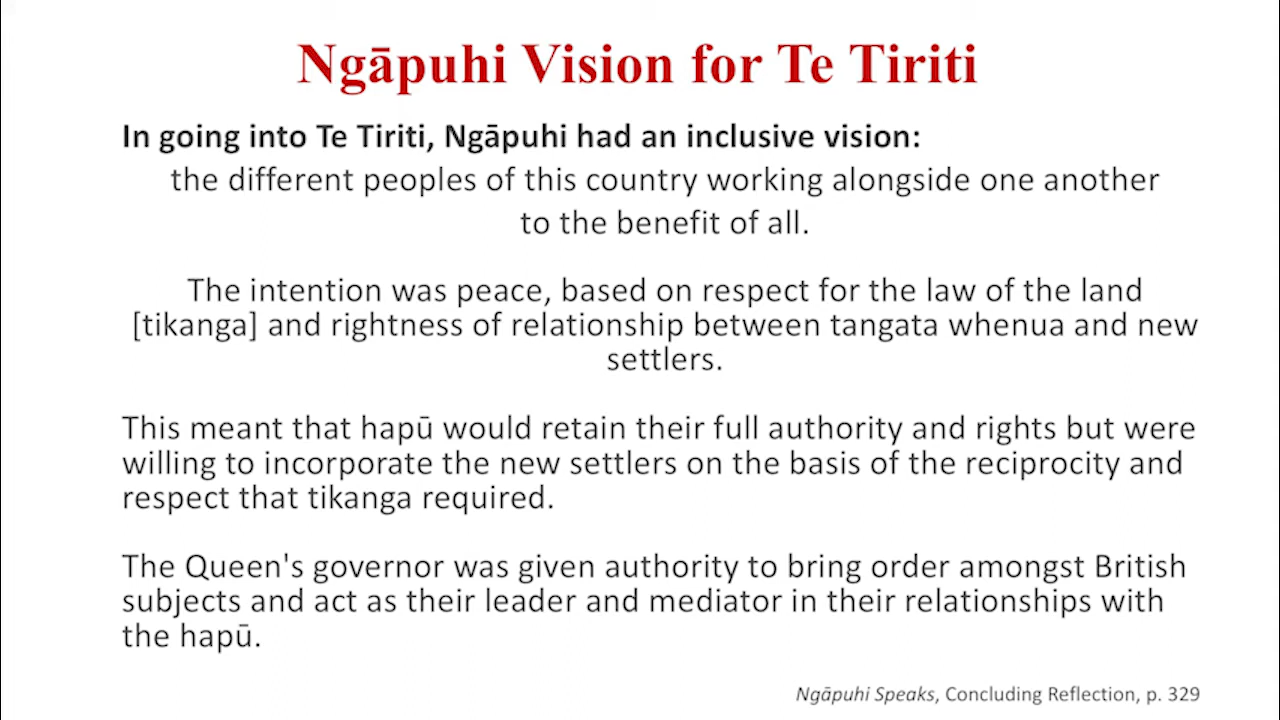 Ngāpuhi Vision for Te Tiriti
In going into Te Tiriti, Ngāpuhi had an inclusive vision:
the different peoples of this country working alongside one another
to the benefit of all.
The intention was peace, based on respect for the law of the land
[tikanga] and rightness of relationship between tangata whenua and new
settlers.
This meant that hapū would retain their full authority and rights but were
willing to incorporate the new settlers on the basis of the reciprocity and
respect that tikanga required.
The Queen's governor was given authority to bring order amongst British
subjects and act as their leader and mediator in their relationships with
the hapū.
Ngāpuhi Speaks, Concluding Reflection, p. 329